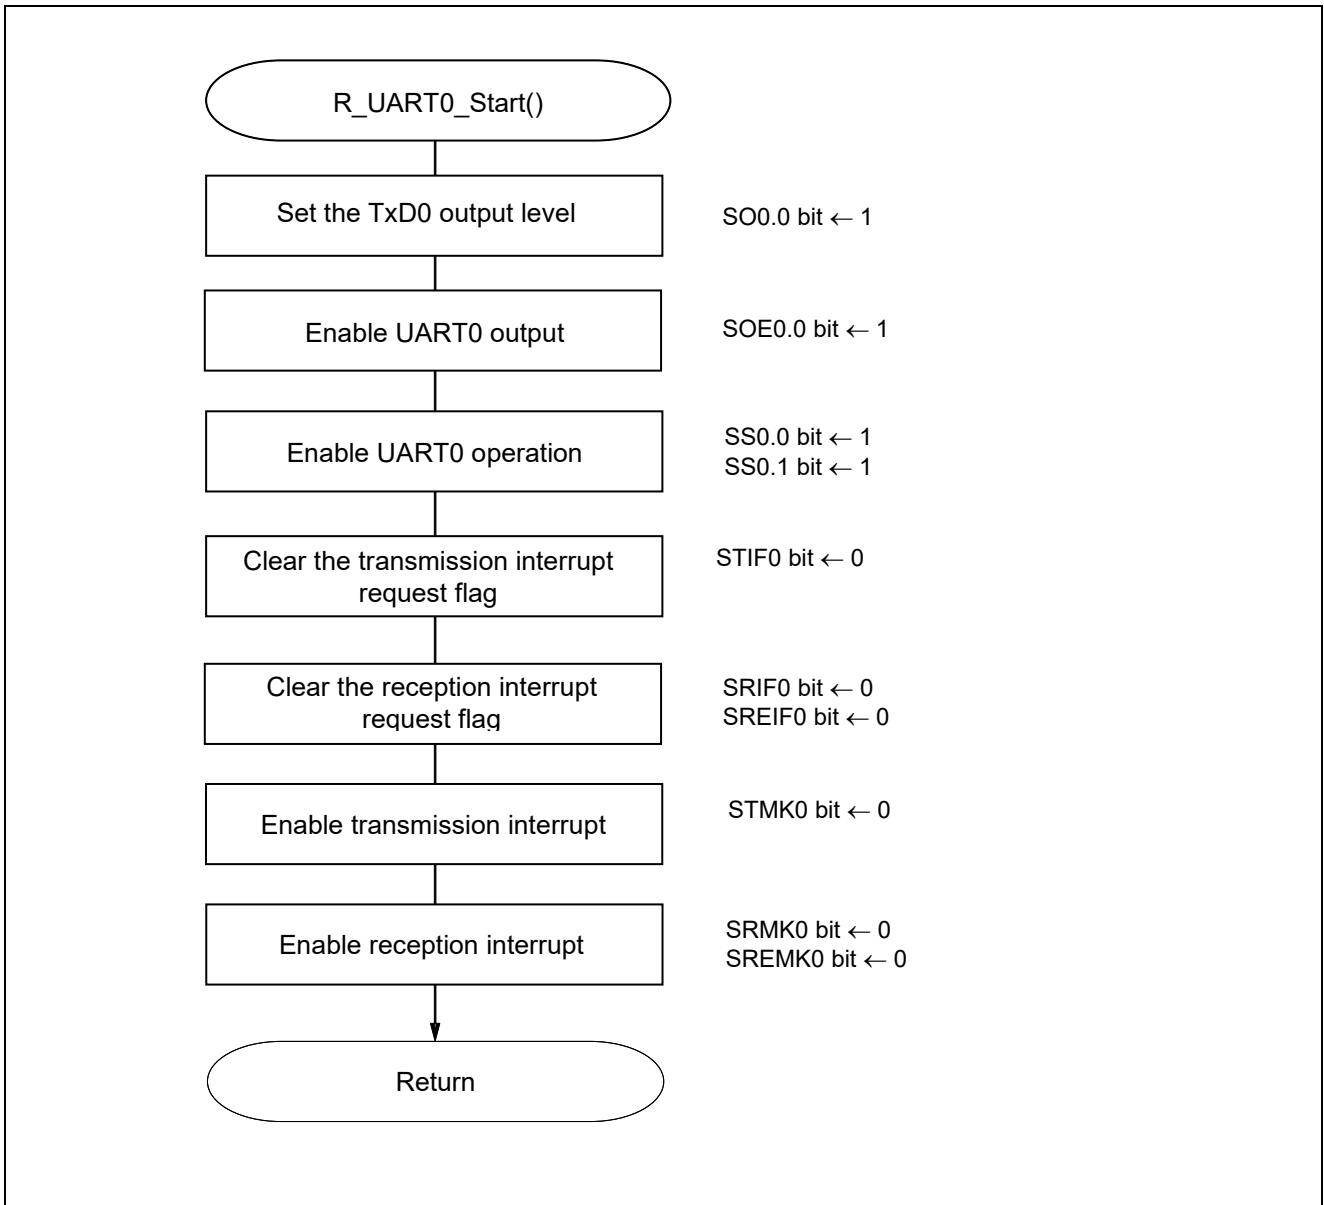 R_UART0_Start()
Set the TxD0 output level
SO0.0 bit ← 1
Enable UART0 output
SOE0.0 bit ← 1
Enable UART0 operation
SS0.0 bit ← 1
SS0.1 bit ← 1
Clear the transmission interrupt
request flag
STIF0 bit ← 0
Clear the reception interrupt
request flag
SRIF0 bit ← 0
SREIF0 bit ← 0
Enable transmission interrupt
STMK0 bit ← 0
Enable reception interrupt
SRMK0 bit ← 0
SREMK0 bit ← 0
Return